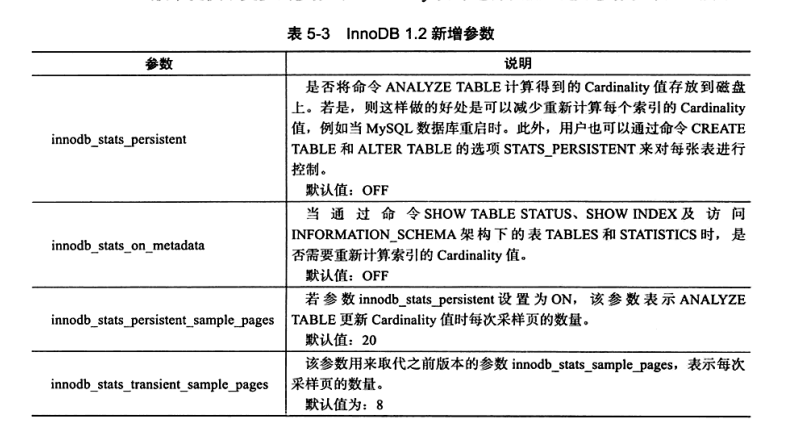 表 5-3 InnoDB 1.2 新增参数
参数
说明
innodb_stats_persistent
是否将命令 ANALYZE TABLE 计算得到的 Cardinality 值存放到磁盘
上。若是，则这样做的好处是可以减少重新计算每个索引的 Cardinality
值，例如当 MySQL 数据库重启时。此外，用户也可以通过命令 CREATE
TABLE 和 ALTER TABLE 的选项 STATS_PERSISTENT 来对每张表进行
控制。
默认值：OFF
innodb_stats_on_metadata
当通过命令 SHOW TABLE STATUS、SHOW INDEX 及访问
INFORMATION_SCHEMA 架构下的表 TABLES 和 STATISTICS 时，是
否需要重新计算索引的 Cardinality 值。
默认值：OFF
innodb_stats_persistent_sample_pages
若参数 innodb_stats_persistent 设置为 ON，该参数表示 ANALYZE
TABLE 更新 Cardinality 值时每次采样页的数量。
默认值：20
innodb_stats_transient_sample_pages
该参数用来取代之前版本的参数 innodb_stats_sample_pages，表示每次
采样页的数量。
默认值为：8